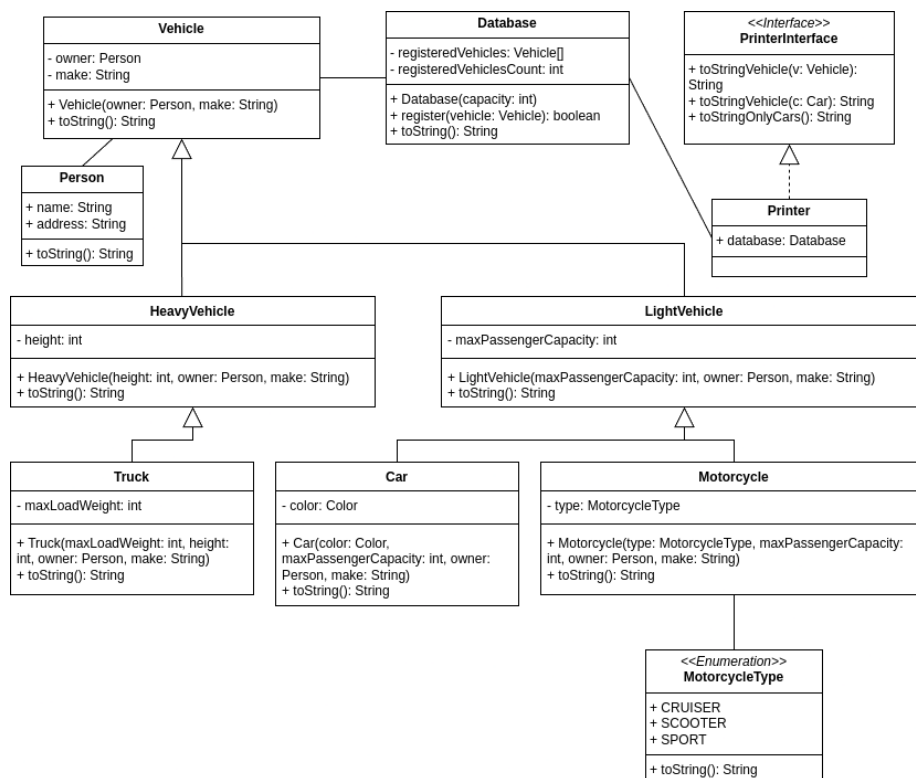 Vehicle
- owner: Person
- make: String
+ Vehicle(owner: Person, make: String)
+ toString(): String
Database
- registeredVehicles: Vehicle[]
- registeredVehiclesCount: int
+ Database(capacity: int)
+ register(vehicle: Vehicle): boolean
+ toString(): String
<<Interface>>
PrinterInterface
+ toStringVehicle(v: Vehicle):
String
+ toStringVehicle(c: Car): String
+ toStringOnlyCars(): String
Person
+ name: String
+ address: String
+ toString(): String
Printer
+ database: Database
HeavyVehicle
- height: int
+ HeavyVehicle(height: int, owner: Person, make: String)
+ toString(): String
LightVehicle
- maxPassengerCapacity: int
+ LightVehicle(maxPassengerCapacity: int, owner: Person, make: String)
+ toString(): String
Truck
- maxLoadWeight: int
+ Truck(maxLoadWeight: int, height:
int, owner: Person, make: String)
+ toString(): String
Car
- color: Color
+ Car(color: Color,
maxPassengerCapacity: int, owner:
Person, make: String)
+ toString(): String
Motorcycle
- type: MotorcycleType
+ Motorcycle(type: MotorcycleType, maxPassengerCapacity:
int, owner: Person, make: String)
+ toString(): String
<<Enumeration>>
MotorcycleType
+ CRUISER
+ SCOOTER
+ SPORT
+ toString(): String